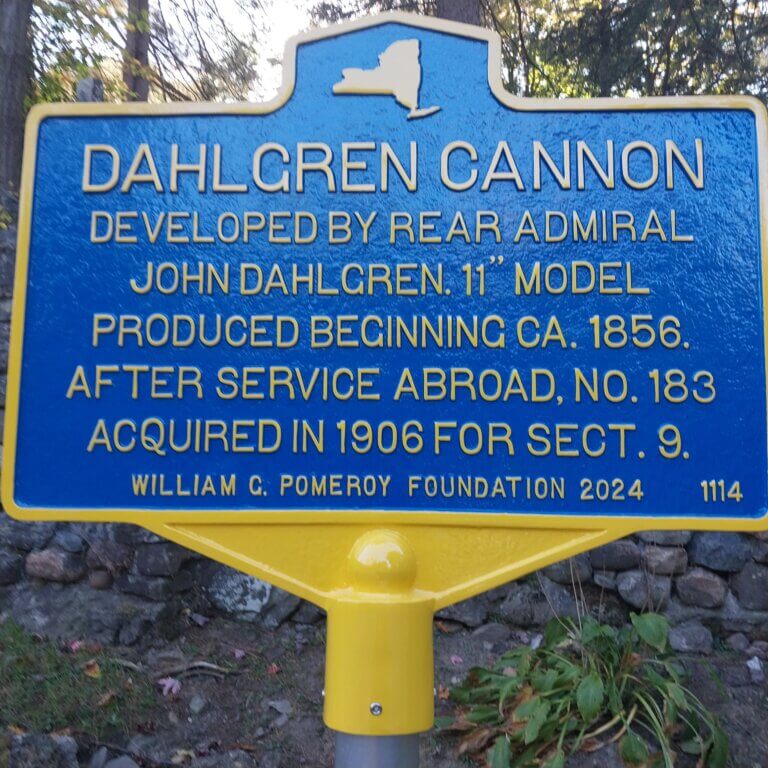 DAHLGREN CANNON
DEVELOPED BY REAR ADMIRAL
JOHN DAHLGREN. 11" MODEL
PRODUCED BEGINNING CA. 1856.
AFTER SERVICE ABROAD, NO. 183
ACQUIRED IN 1906 FOR SECT. 9.
WILLIAM G. POMEROY FOUNDATION 2024 1114